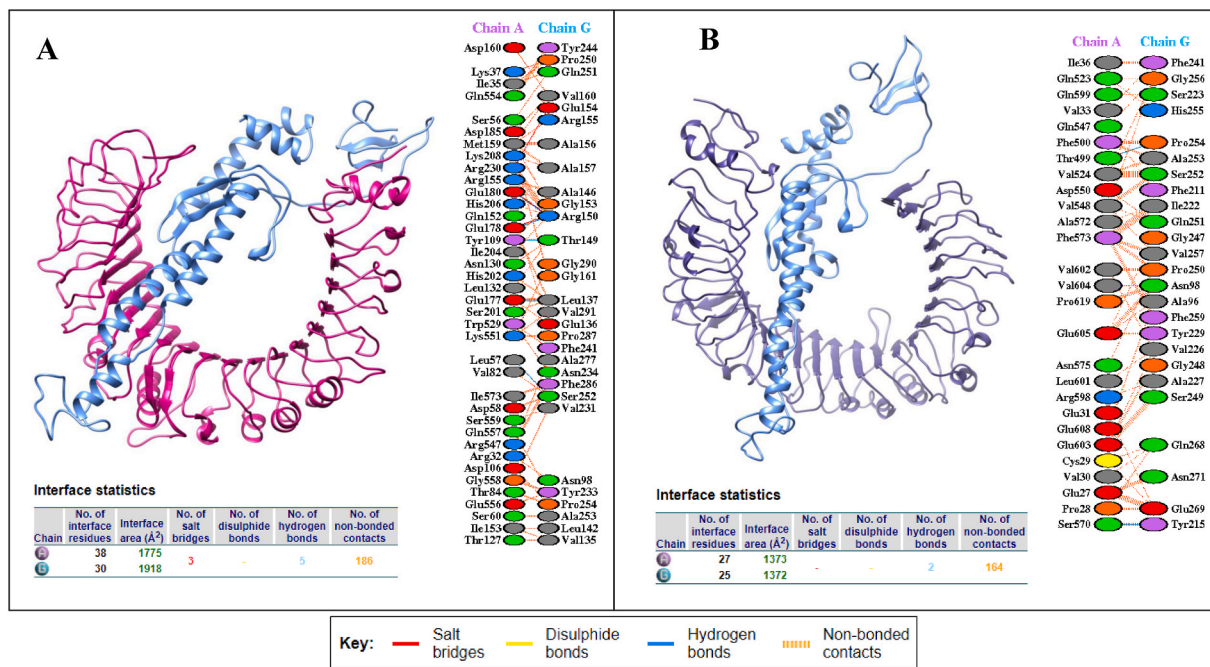 A
Chain A Chain G
Asp160 Tyr244
Pro250
Lys37 Gln251
Ile35
Gln554 Val160
Glu154
Ser56 Arg155
Asp185
Met159 Ala156
Lys208
Arg230 Ala157
Arg155
Glu180 Ala146
His206 Gly153
Gln152 Arg150
Glu178
Tyr109 Thr149
Ile204
Asn130 Gly290
His202 Gly161
Leu132
Glu177 Leu137
Ser201 Val291
Trp529 Glu136
Lys551 Pro287
Phe241
Leu57 Ala277
Val82 Asn234
Phe286
Ile573 Ser252
Asp58 Val231
Ser559
Gln557
Arg547
Arg32
Asp106
Gly558 Asn98
Thr84 Tyr233
Glu556 Pro254
Ser60 Ala253
Ile153 Leu142
Thr127 Val135
Interface statistics
Chain No. of interface residues Interface area (Å²) No. of salt bridges No. of disulphide bonds No. of hydrogen bonds No. of non-bonded contacts
A 38 1775
3 - 5 186
G 30 1918
B
Chain A Chain G
Ile36 Phe241
Gln523 Gly256
Gln599 Ser223
Val33 His255
Gln547
Phe500 Pro254
Thr499 Ala253
Val524 Ser252
Asp550 Phe211
Val548 Ile222
Ala572 Gln251
Phe573 Gly247
Val257
Val602 Pro250
Val604 Asn98
Pro619 Ala96
Phe259
Glu605 Tyr229
Val226
Asn575 Gly248
Leu601 Ala227
Arg598 Ser249
Glu31
Glu608
Glu603 Gln268
Cys29
Val30 Asn271
Glu27
Pro28 Glu269
Ser570 Tyr215
Interface statistics
Chain No. of interface residues Interface area (Å²) No. of salt bridges No. of disulphide bonds No. of hydrogen bonds No. of non-bonded contacts
A 27 1373
- - 2 164
G 25 1372
Key: Salt bridges Disulphide bonds Hydrogen bonds Non-bonded contacts